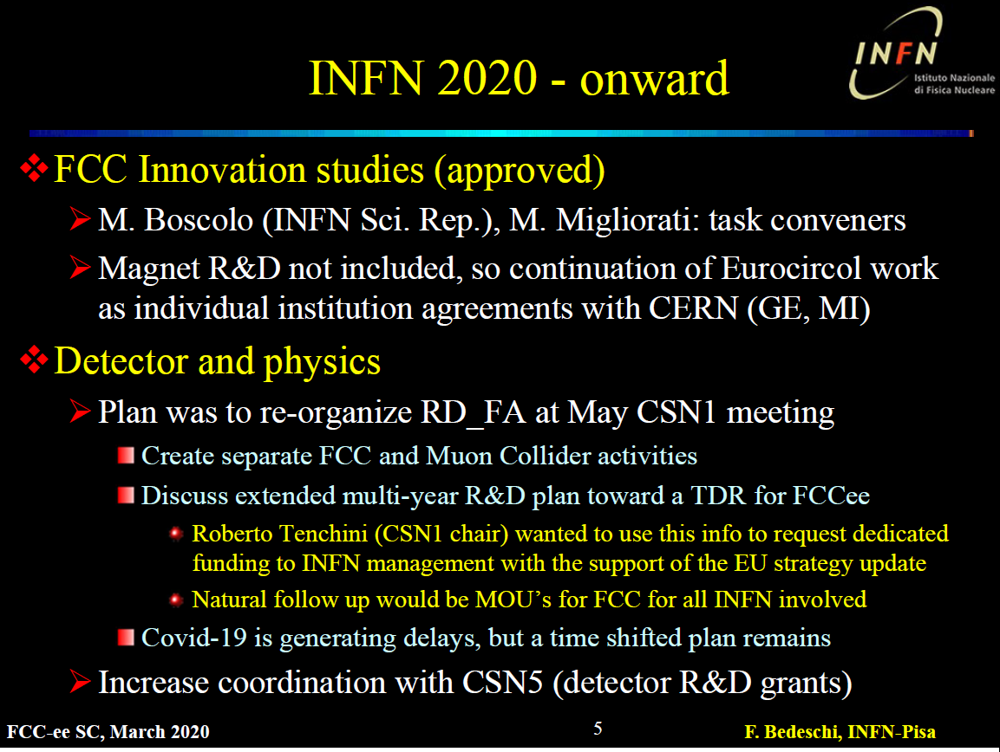 INFN 2020 - onward
INFN
Istituto Nazionale
di Fisica Nucleare
FCC Innovation studies (approved)
M. Boscolo (INFN Sci. Rep.), M. Migliorati: task conveners
Magnet R&D not included, so continuation of Eurocircol work
as individual institution agreements with CERN (GE, MI)
Detector and physics
Plan was to re-organize RD_FA at May CSN1 meeting
Create separate FCC and Muon Collider activities
Discuss extended multi-year R&D plan toward a TDR for FCCee
Roberto Tenchini (CSN1 chair) wanted to use this info to request dedicated
funding to INFN management with the support of the EU strategy update
Natural follow up would be MOU’s for FCC for all INFN involved
Covid-19 is generating delays, but a time shifted plan remains
Increase coordination with CSN5 (detector R&D grants)
FCC-ee SC, March 2020
5
F. Bedeschi, INFN-Pisa